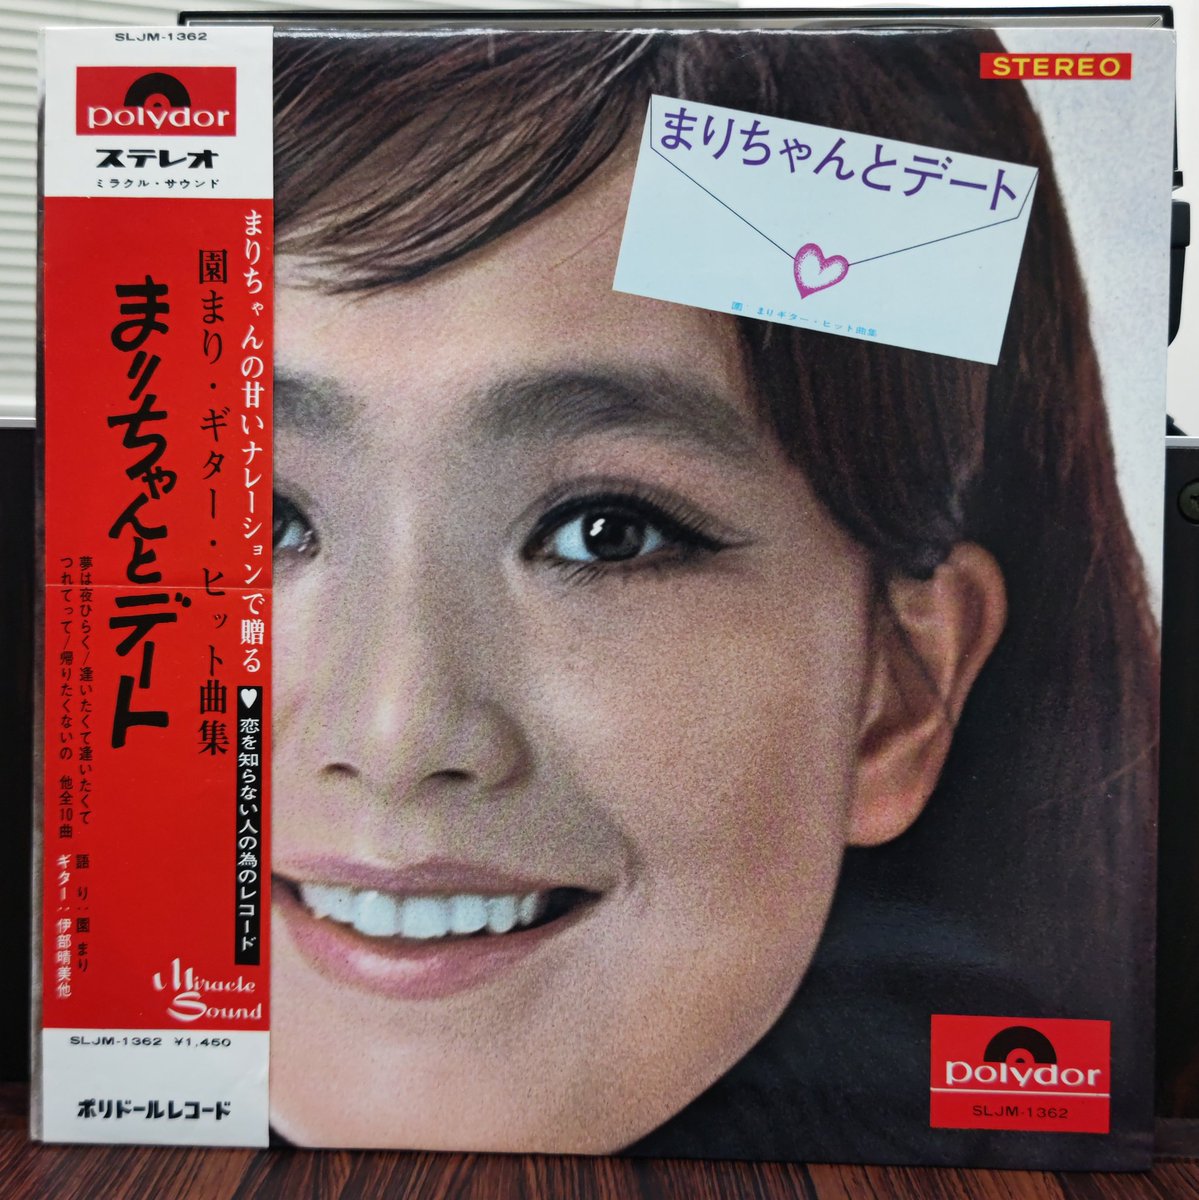 SLJM-1362
polydor
ステレオ
ミラクル・サウンド
まりちゃんの甘いナレーションで贈る
♥恋を知らない人の為のレコード
園まり・ギター・ヒット曲集
まりちゃんとデート
夢は夜ひらく/逢いたくて逢いたくて
つれてって/帰りたくないの 他全10曲
語り:園まり
ギター:伊部晴美他
Miracle
Sound
SLJM-1362 ¥1,450
ポリドールレコード
STEREO
まりちゃんとデート
園まりギター・ヒット曲集
polydor
SLJM-1362